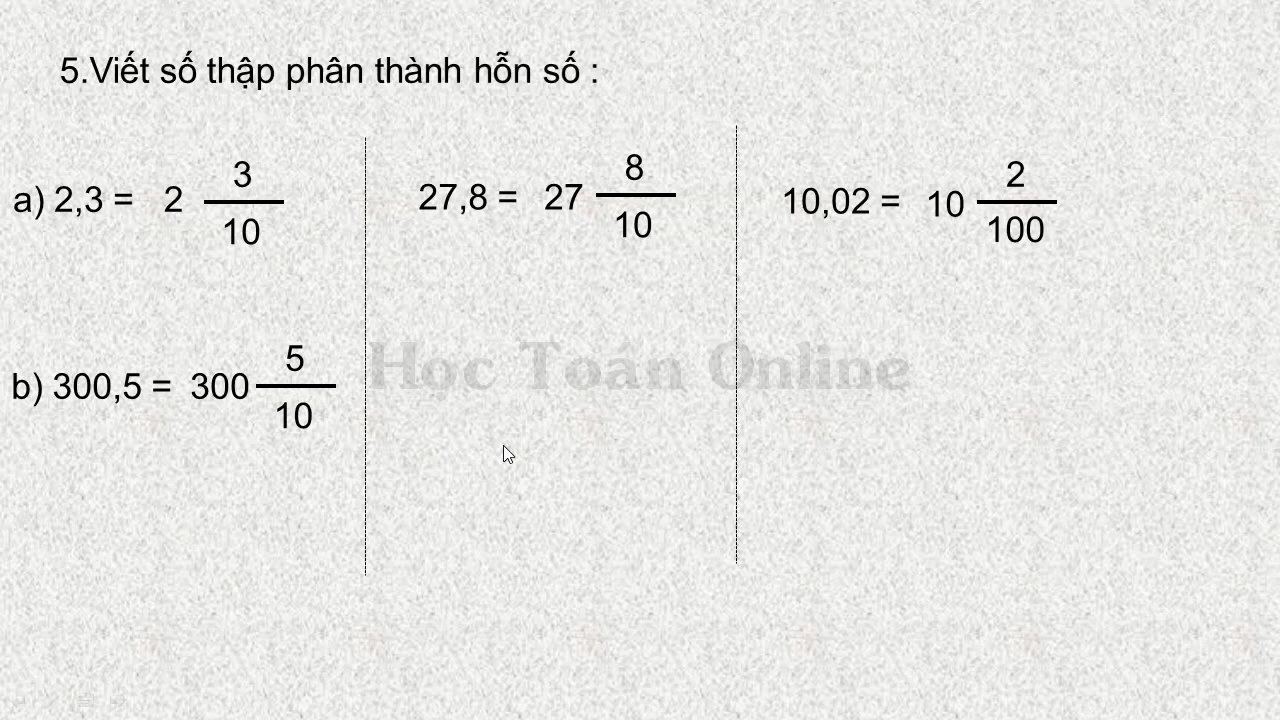 5.Viết số thập phân thành hỗn số :
a) 2,3 = 2 3/10
27,8 = 27 8/10
10,02 = 10 2/100
b) 300,5 = 300 5/10
Học Toán Online